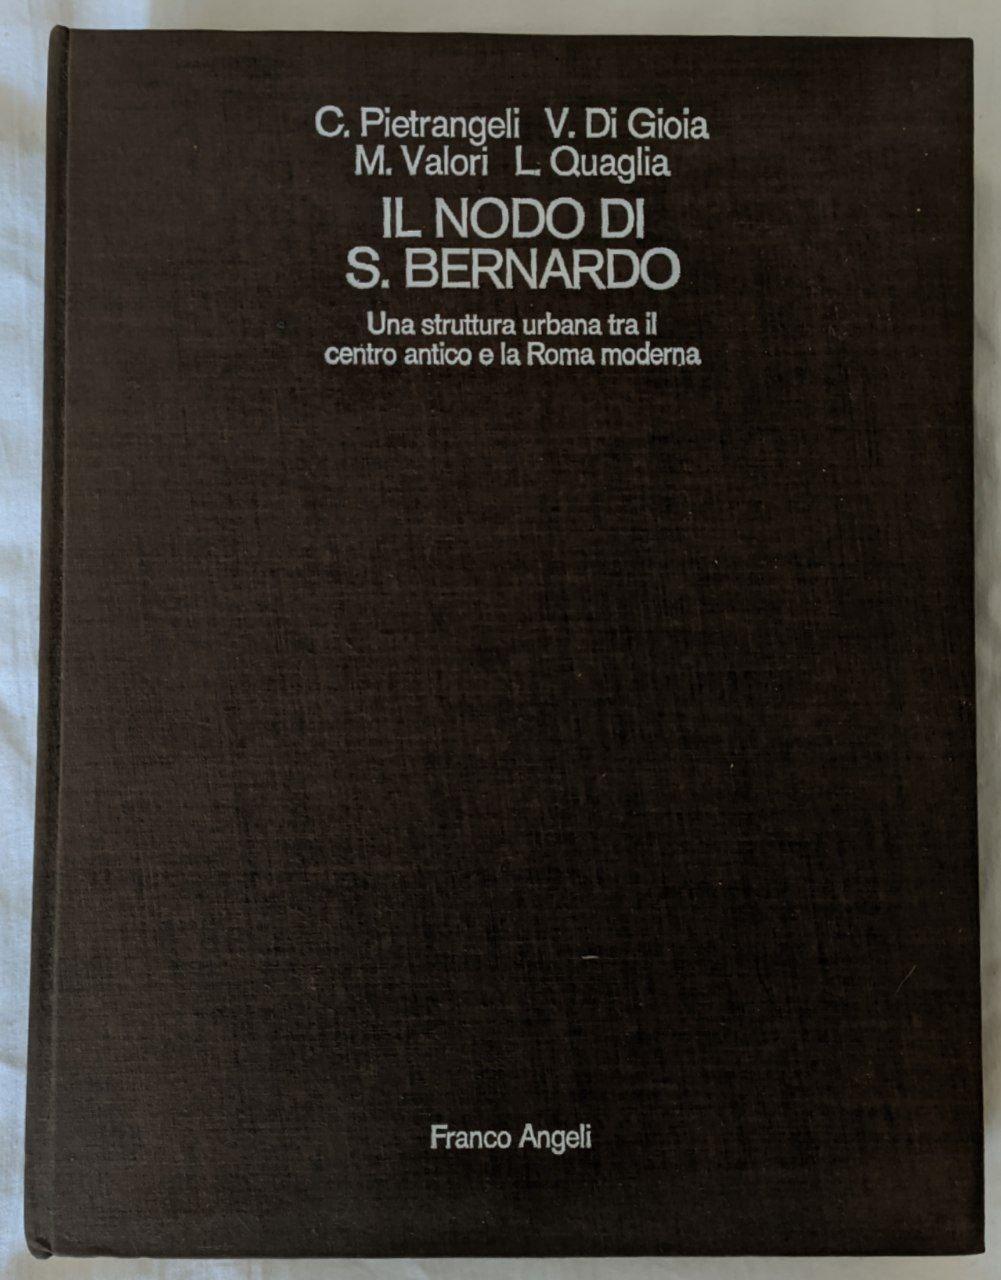 C. Pietrangeli V. Di Gioia
M. Valori L. Quaglia
IL NODO DI
S. BERNARDO
Una struttura urbana tra il
centro antico e la Roma moderna
Franco Angeli